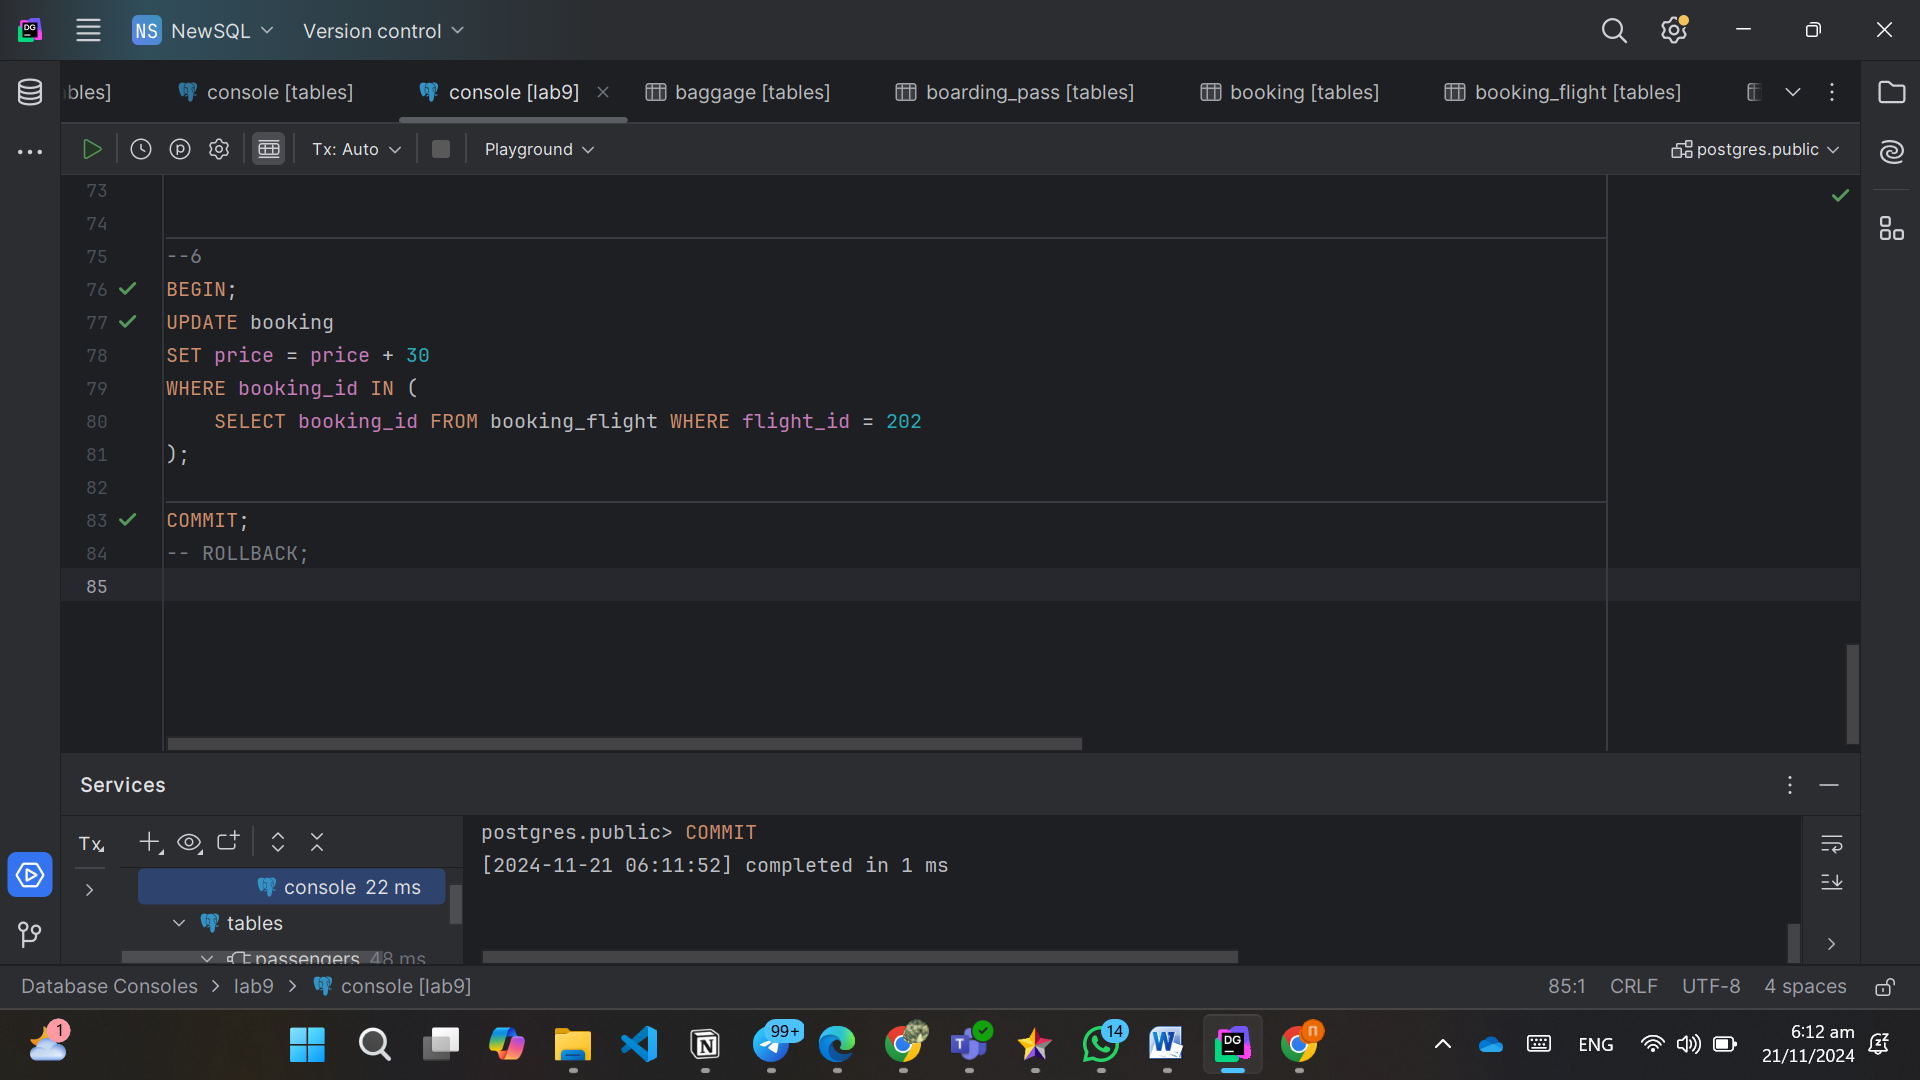 DG
NS NewSQL
Version control
bles]
console [tables]
console [lab9]
baggage [tables]
boarding_pass [tables]
booking [tables]
booking_flight [tables]
Tx: Auto
Playground
postgres.public
73
74
75 --6
76 BEGIN;
77 UPDATE booking
78 SET price = price + 30
79 WHERE booking_id IN (
80 SELECT booking_id FROM booking_flight WHERE flight_id = 202
81 );
82
83 COMMIT;
84 -- ROLLBACK;
85
Services
Tx
console 22 ms
tables
passengers 48 ms
postgres.public> COMMIT
[2024-11-21 06:11:52] completed in 1 ms
Database Consoles > lab9 > console [lab9]
85:1 CRLF UTF-8 4 spaces
1
99+
14
DG
n
ENG
6:12 am
21/11/2024